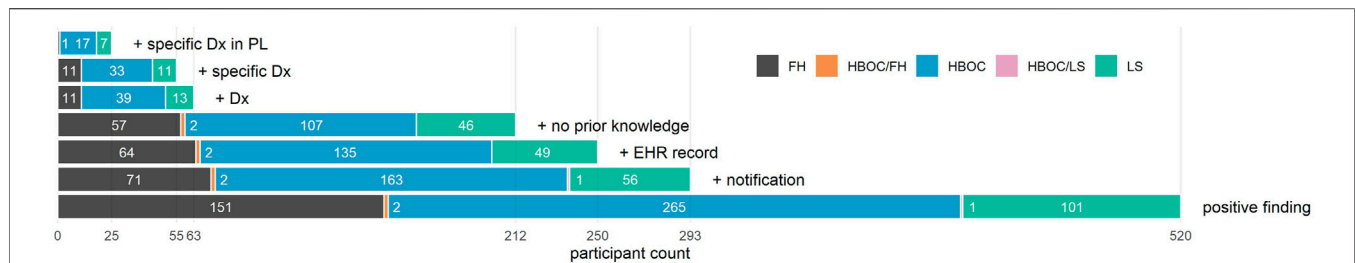 1 17 7 + specific Dx in PL
11 33 11 + specific Dx
11 39 13 + Dx
57 2 107 46 + no prior knowledge
64 2 135 49 + EHR record
71 2 163 1 56 + notification
151 2 265 1 101 positive finding
FH HBOC/FH HBOC HBOC/LS LS
0 25 55 63 212 250 293 520
participant count